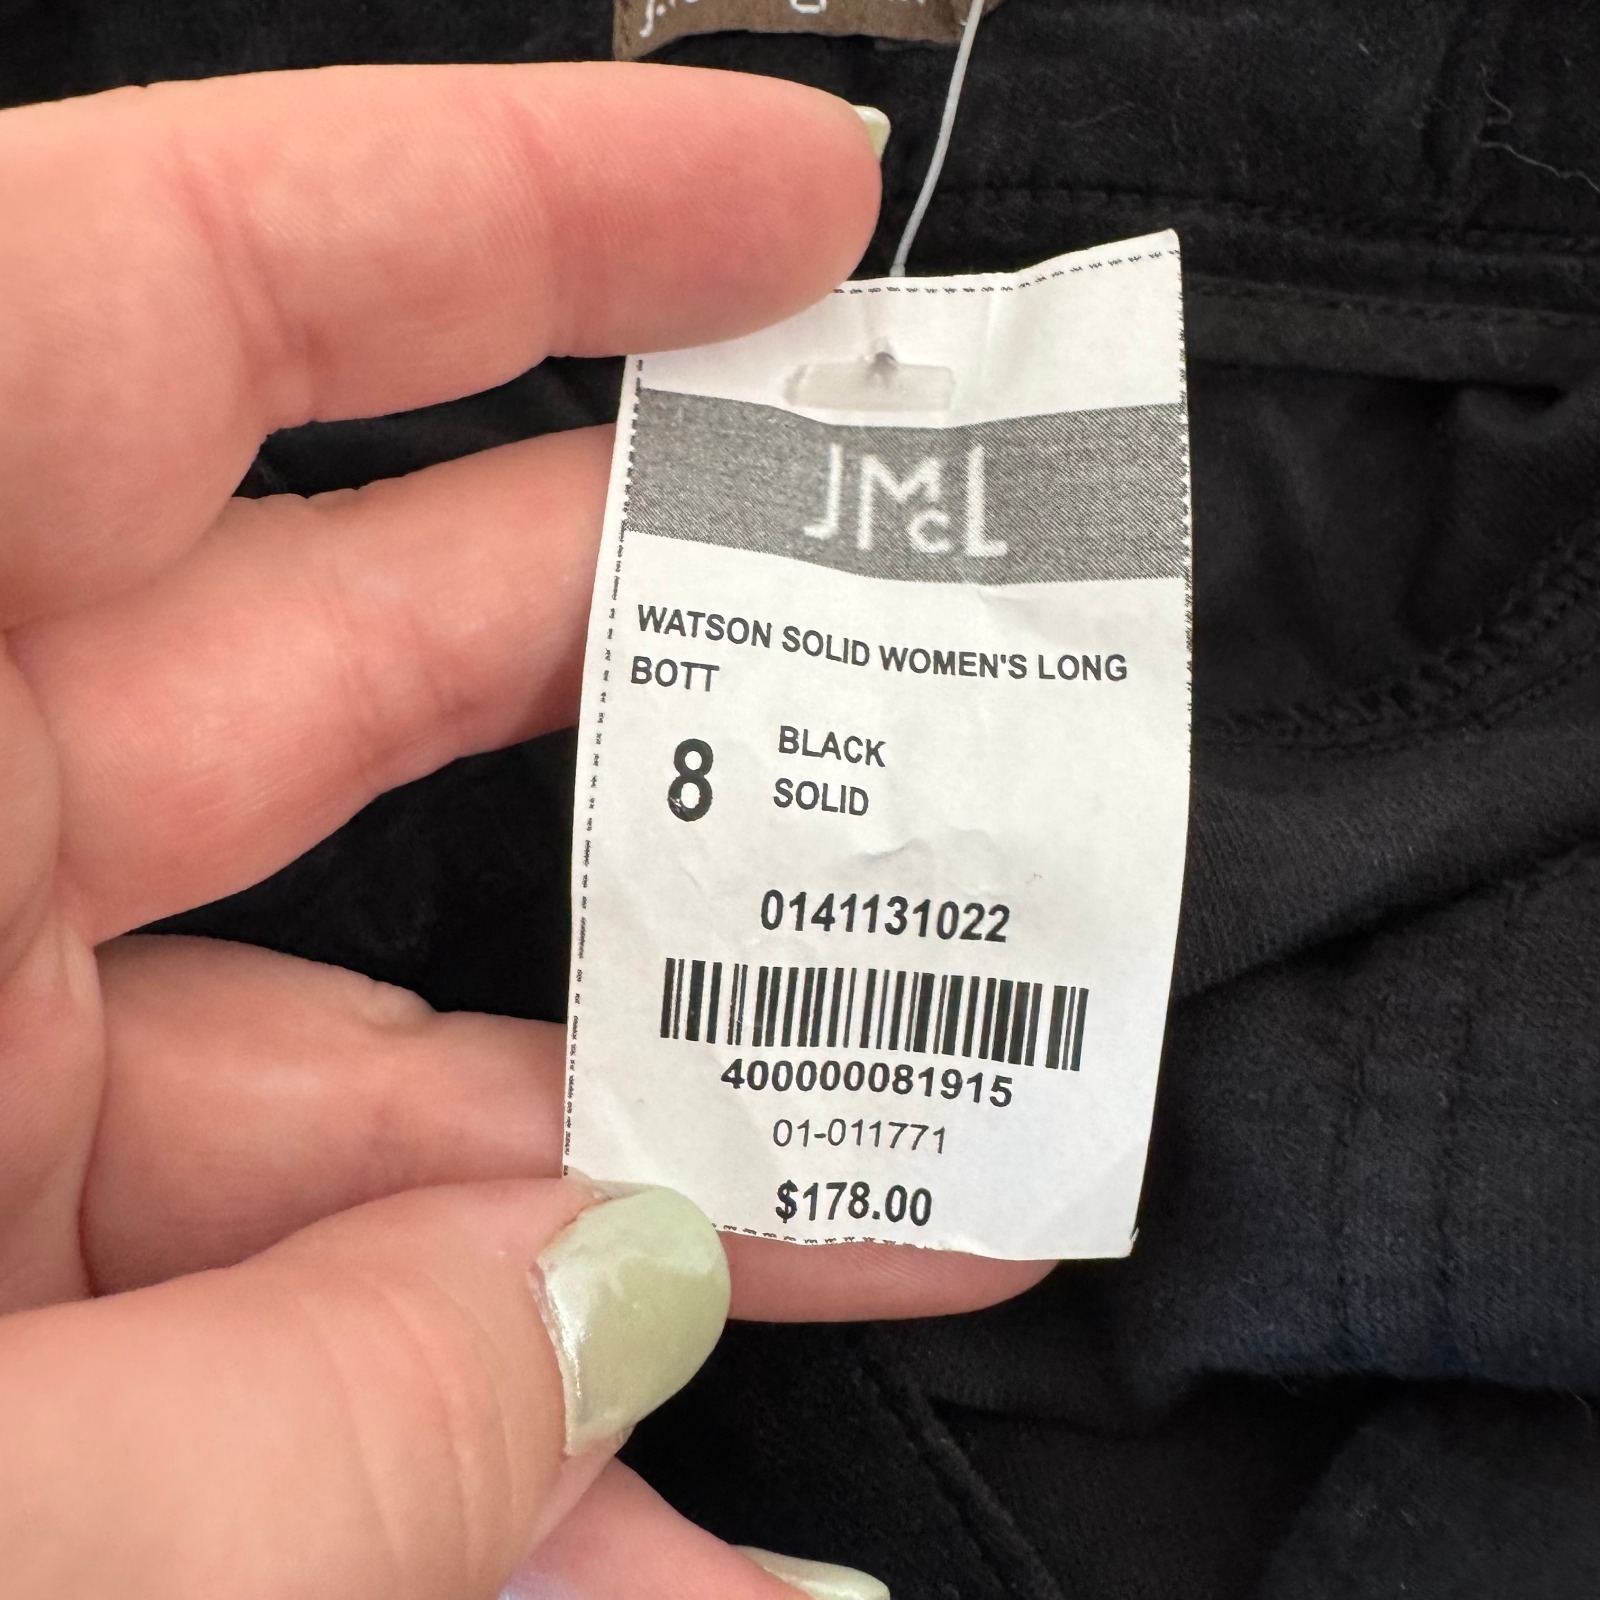 JMCL
WATSON SOLID WOMEN'S LONG
BOTT
8 BLACK
SOLID
0141131022
400000081915
01-011771
$178.00